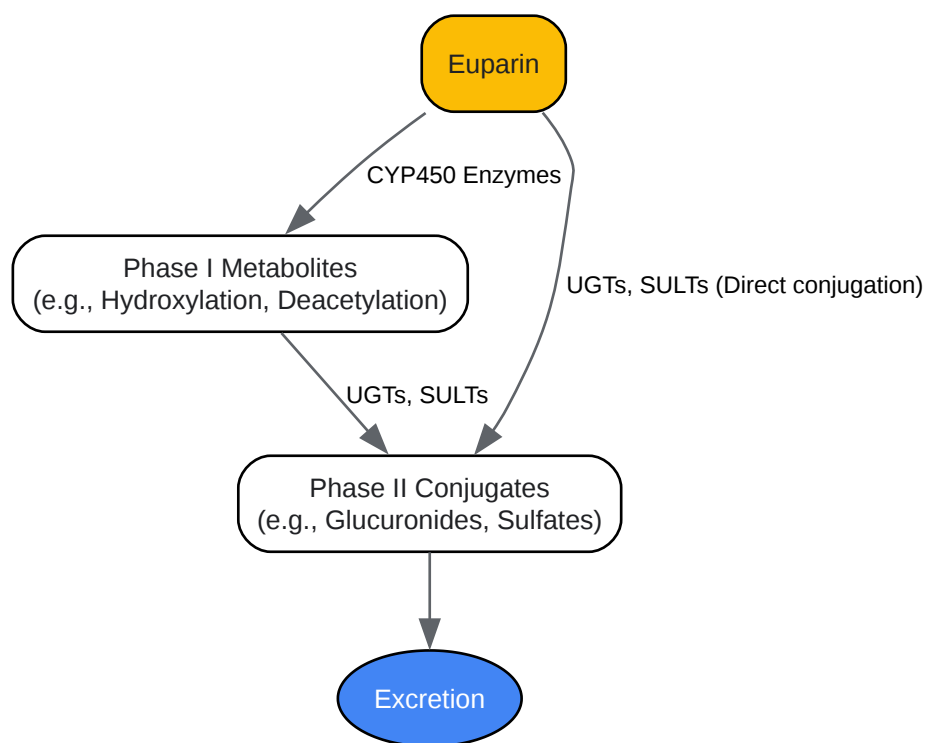 Euparin
CYP450 Enzymes
Phase I Metabolites
(e.g., Hydroxylation, Deacetylation)
UGTs, SULTs (Direct conjugation)
UGTs, SULTs
Phase II Conjugates
(e.g., Glucuronides, Sulfates)
Excretion